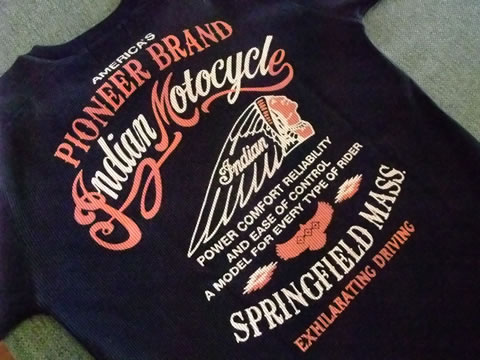 AMERICA'S
PIONEER BRAND
Indian Motocycle
Indian
POWER COMFORT RELIABILITY
AND EASE OF CONTROL
A MODEL FOR EVERY TYPE OF RIDER
SPRINGFIELD MASS.
EXHILARATING DRIVING